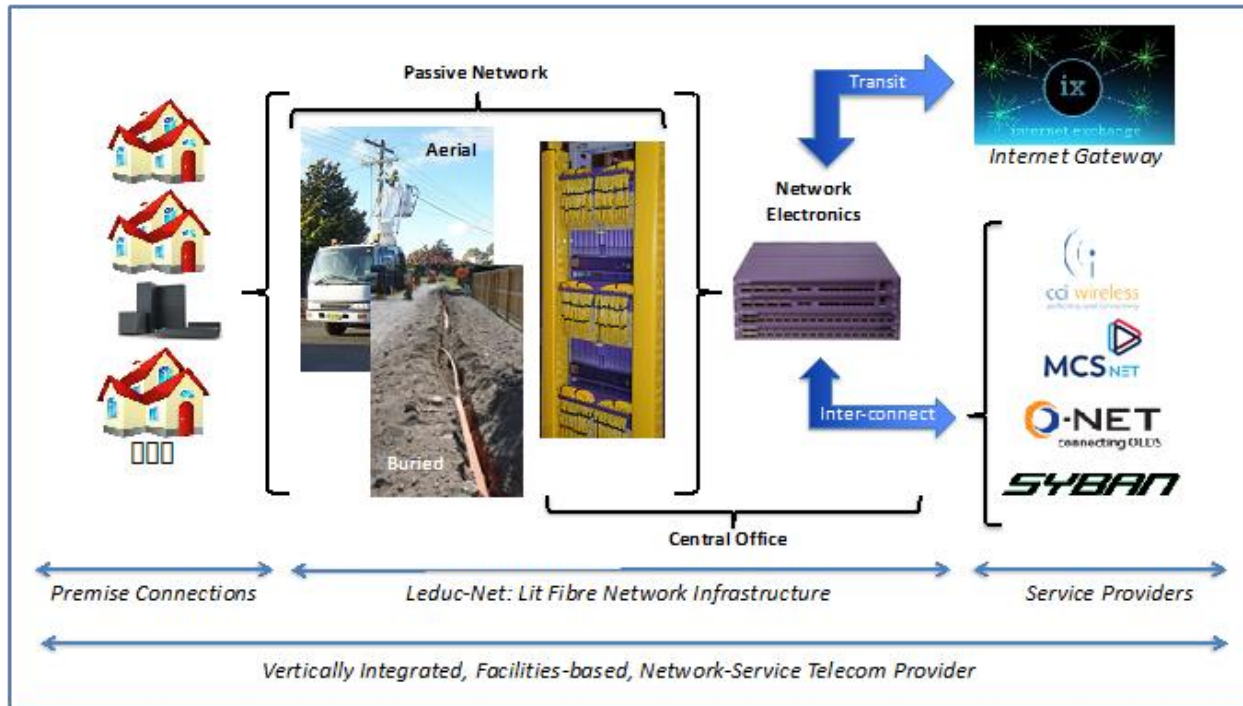 Passive Network
Aerial
Buried
Transit
ix
internet exchange
Internet Gateway
Network
Electronics
cci wireless
MCS NET
O-NET
connecting OLDS
Inter-connect
SYBAN
Central Office
Premise Connections
Leduc-Net: Lit Fibre Network Infrastructure
Service Providers
Vertically Integrated, Facilities-based, Network-Service Telecom Provider